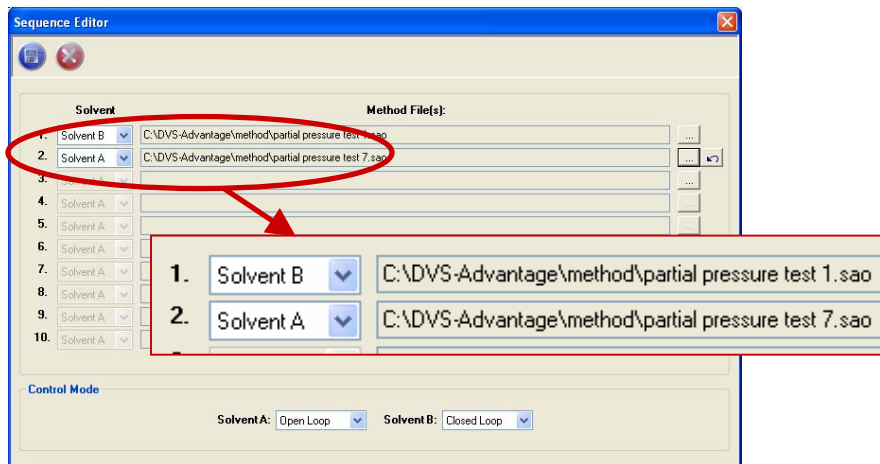 Sequence Editor
Solvent Method File(s):
1. Solvent B C:\DVS-Advantage\method\partial pressure test 1.sao ...
2. Solvent A C:\DVS-Advantage\method\partial pressure test 7.sao ...
3. Solvent A ...
4. Solvent A ...
5. Solvent A ...
6. Solvent A
7. Solvent A
8. Solvent A
9. Solvent A
10. Solvent A
1. Solvent B C:\DVS-Advantage\method\partial pressure test 1.sao
2. Solvent A C:\DVS-Advantage\method\partial pressure test 7.sao
Control Mode
Solvent A: Open Loop Solvent B: Closed Loop